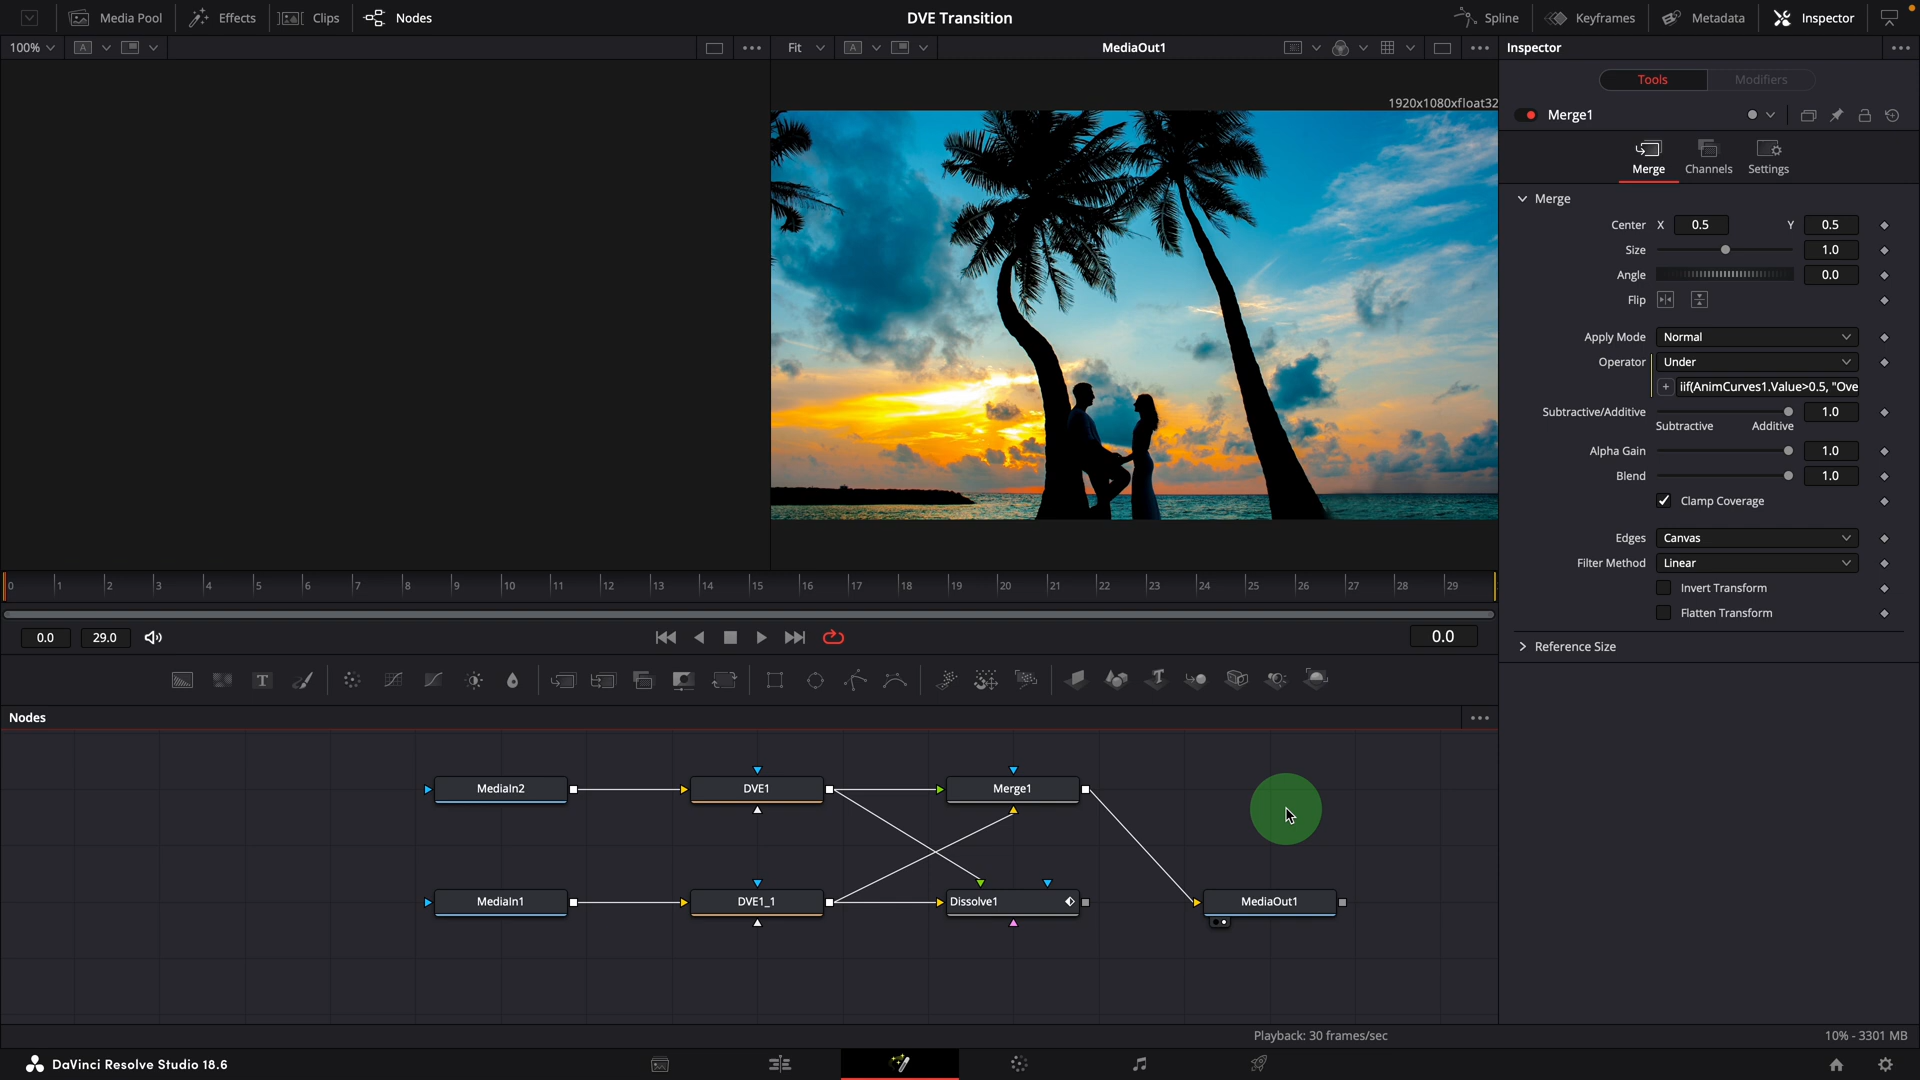 Media Pool Effects Clips Nodes DVE Transition Spline Keyframes Metadata Inspector
100% A Fit A MediaOut1 Inspector
Tools Modifiers
1920x1080xfloat32
Merge1
Merge Channels Settings
Merge
Center X 0.5 Y 0.5
Size 1.0
Angle 0.0
Flip
Apply Mode Normal
Operator Under
+ iif(AnimCurves1.Value>0.5, "Ove
Subtractive/Additive 1.0
Subtractive Additive
Alpha Gain 1.0
Blend 1.0
Clamp Coverage
Edges Canvas
Filter Method Linear
Invert Transform
Flatten Transform
Reference Size
0 1 2 3 4 5 6 7 8 9 10 11 12 13 14 15 16 17 18 19 20 21 22 23 24 25 26 27 28 29
0.0 29.0 0.0
T T
Nodes
MediaIn2 DVE1 Merge1
MediaIn1 DVE1_1 Dissolve1 MediaOut1
Playback: 30 frames/sec 10% - 3301 MB
DaVinci Resolve Studio 18.6